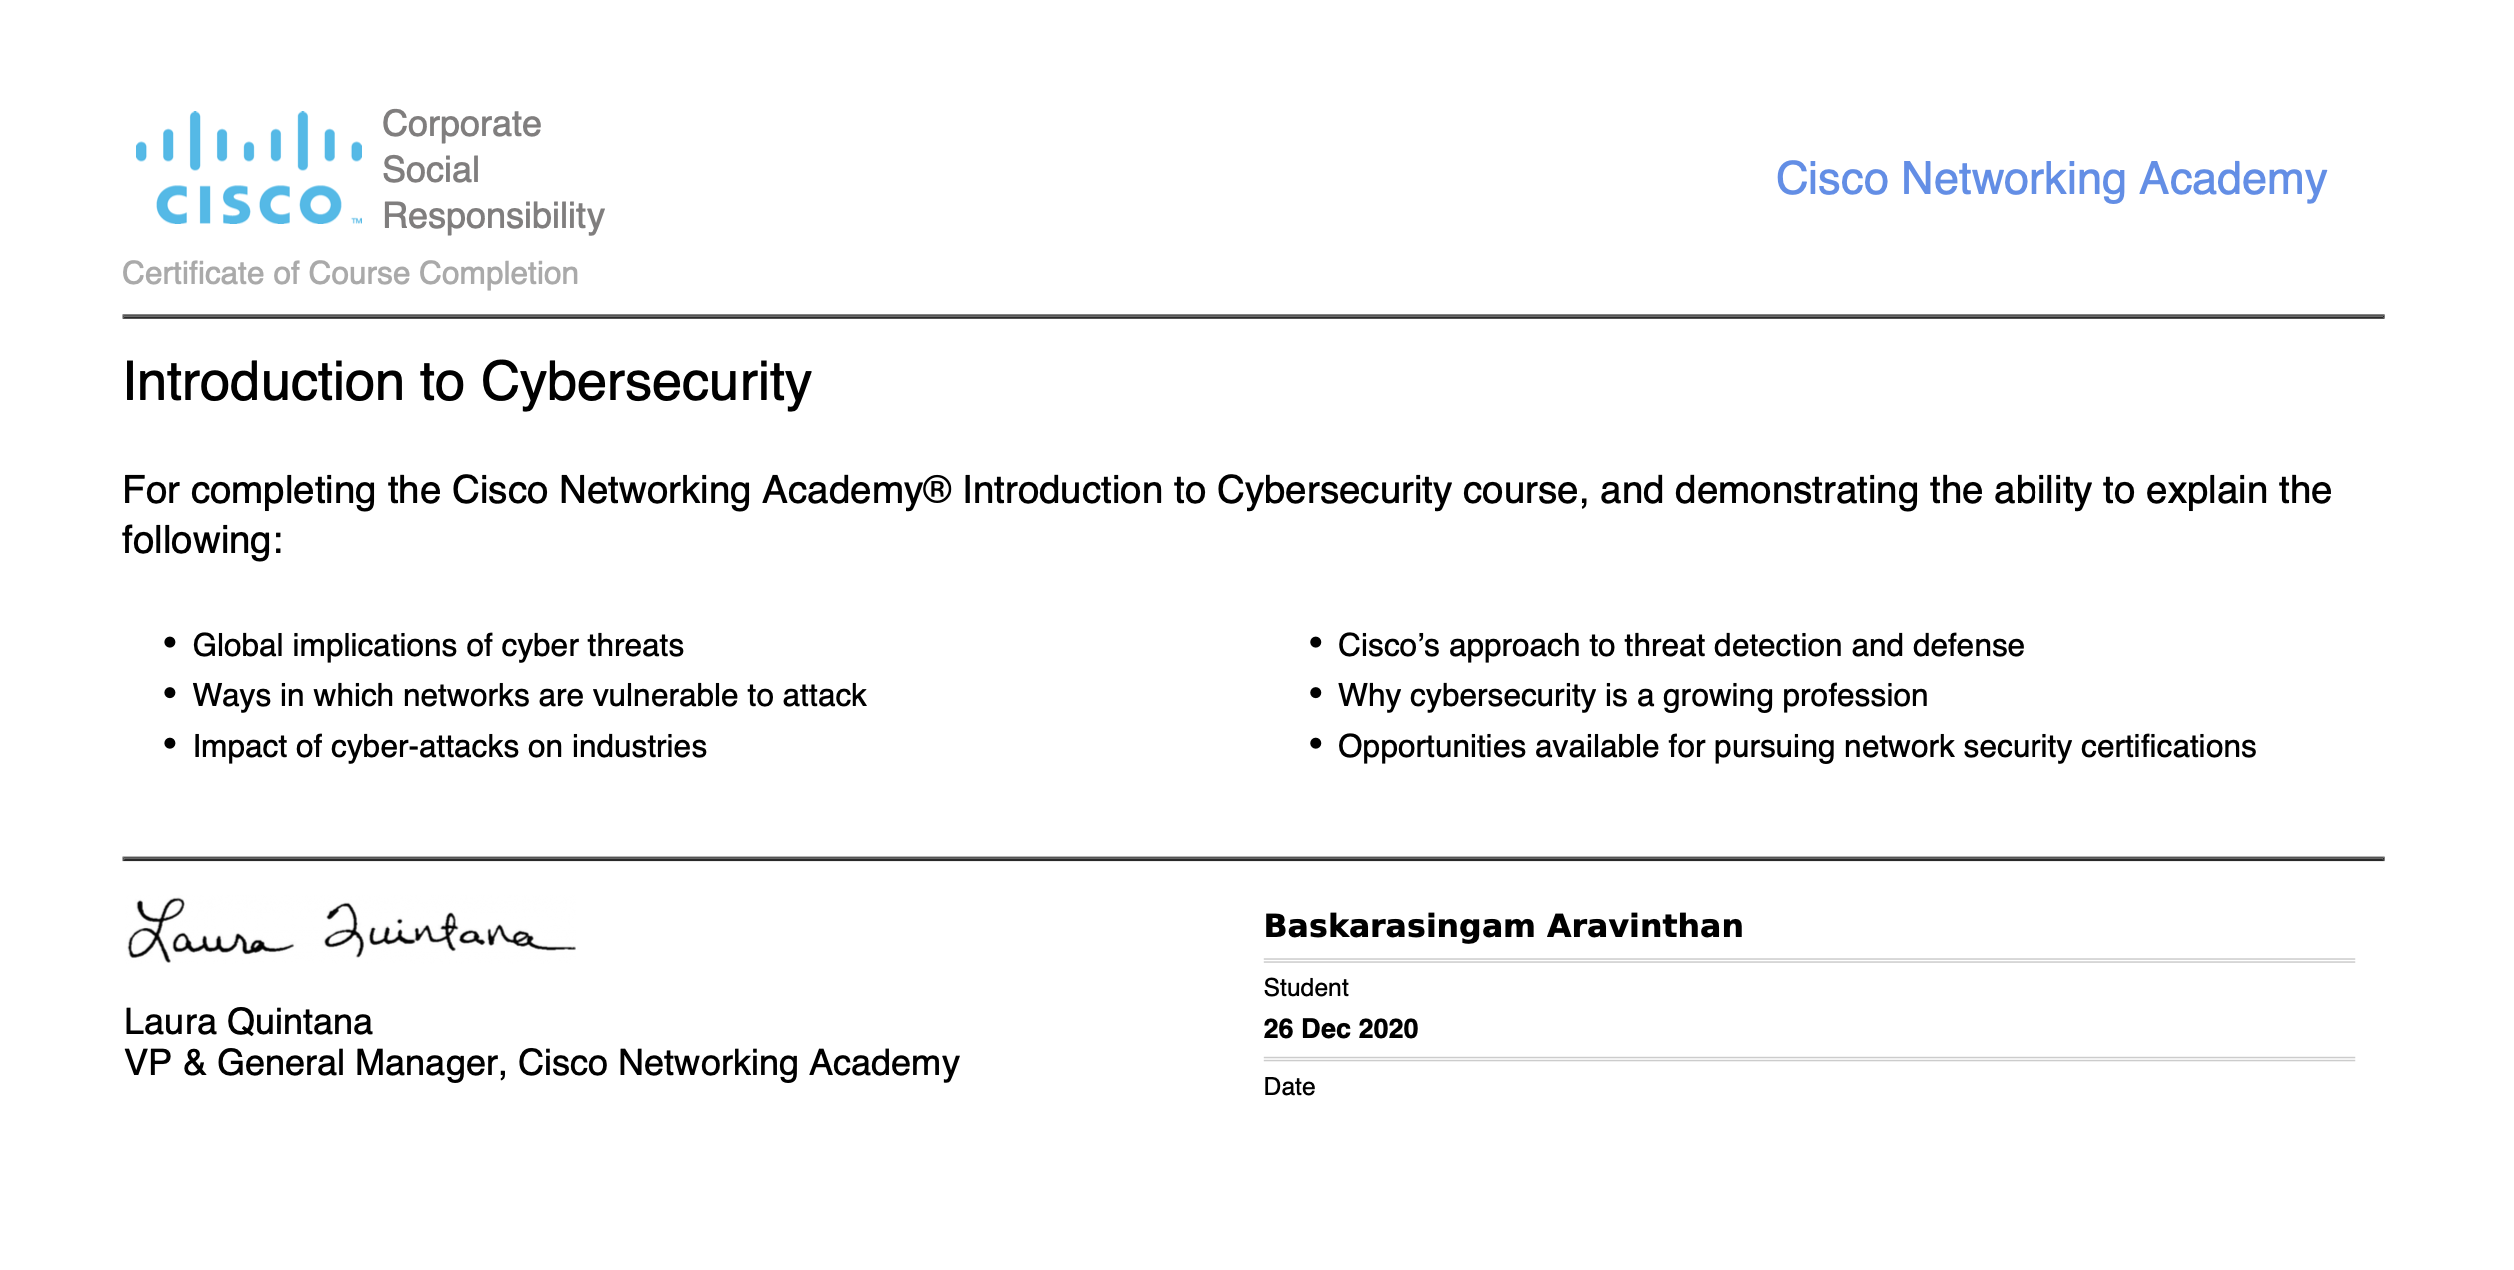 Corporate
Social
Responsibility
CISCO™
Cisco Networking Academy
Certificate of Course Completion
Introduction to Cybersecurity
For completing the Cisco Networking Academy® Introduction to Cybersecurity course, and demonstrating the ability to explain the
following:
• Global implications of cyber threats
• Ways in which networks are vulnerable to attack
• Impact of cyber-attacks on industries
• Cisco’s approach to threat detection and defense
• Why cybersecurity is a growing profession
• Opportunities available for pursuing network security certifications
Laura Quintana
Laura Quintana
VP & General Manager, Cisco Networking Academy
Baskarasingam Aravinthan
Student
26 Dec 2020
Date